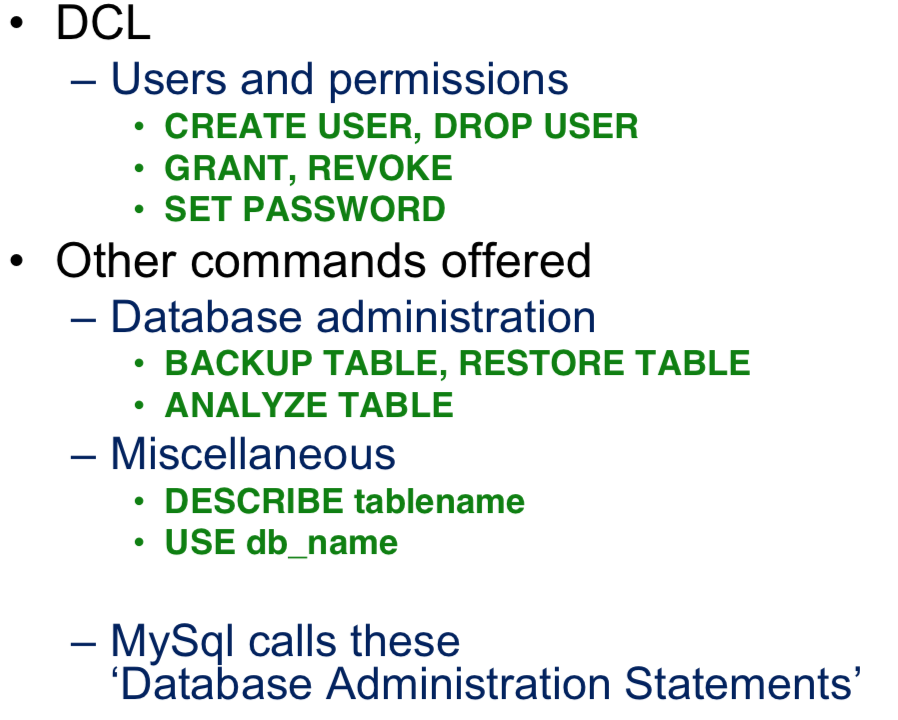 • DCL
– Users and permissions
• CREATE USER, DROP USER
• GRANT, REVOKE
• SET PASSWORD
• Other commands offered
– Database administration
• BACKUP TABLE, RESTORE TABLE
• ANALYZE TABLE
– Miscellaneous
• DESCRIBE tablename
• USE db_name
– MySql calls these
‘Database Administration Statements’